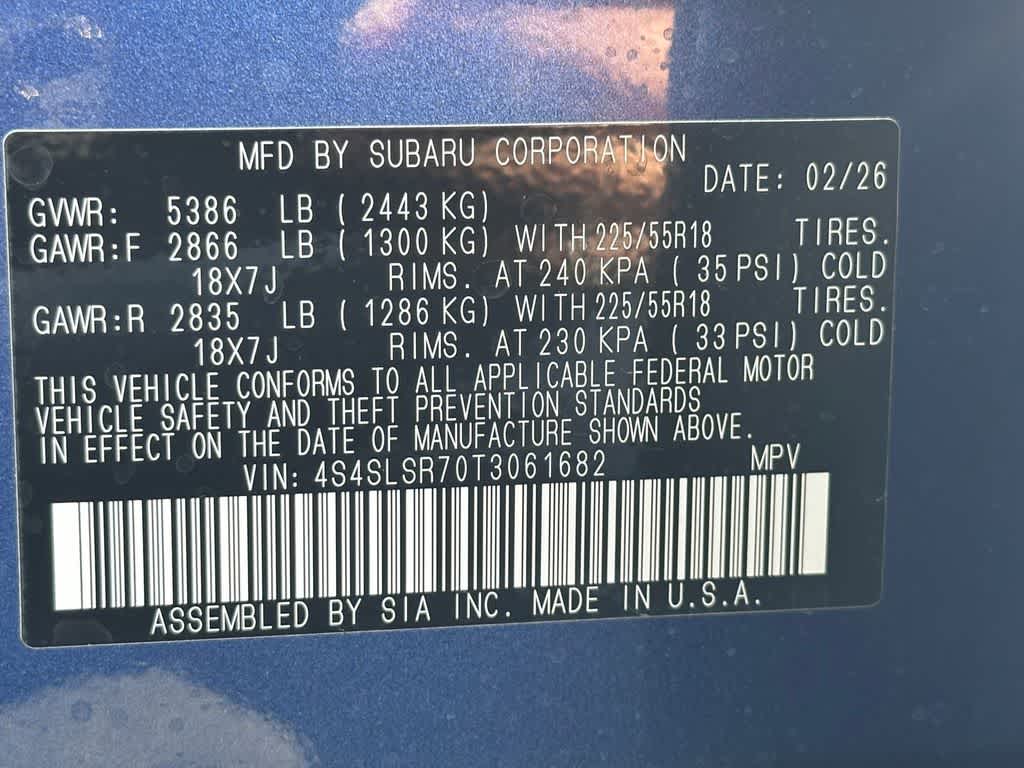 MFD BY SUBARU CORPORATION
DATE: 02/26
GVWR: 5386 LB ( 2443 KG)
GAWR:F 2866 LB ( 1300 KG) WITH 225/55R18 TIRES.
18X7J RIMS. AT 240 KPA ( 35 PSI) COLD
GAWR:R 2835 LB ( 1286 KG) WITH 225/55R18 TIRES.
18X7J RIMS. AT 230 KPA ( 33 PSI) COLD
THIS VEHICLE CONFORMS TO ALL APPLICABLE FEDERAL MOTOR
VEHICLE SAFETY AND THEFT PREVENTION STANDARDS
IN EFFECT ON THE DATE OF MANUFACTURE SHOWN ABOVE.
VIN: 4S4SLSR70T3061682 MPV
ASSEMBLED BY SIA INC. MADE IN U.S.A.